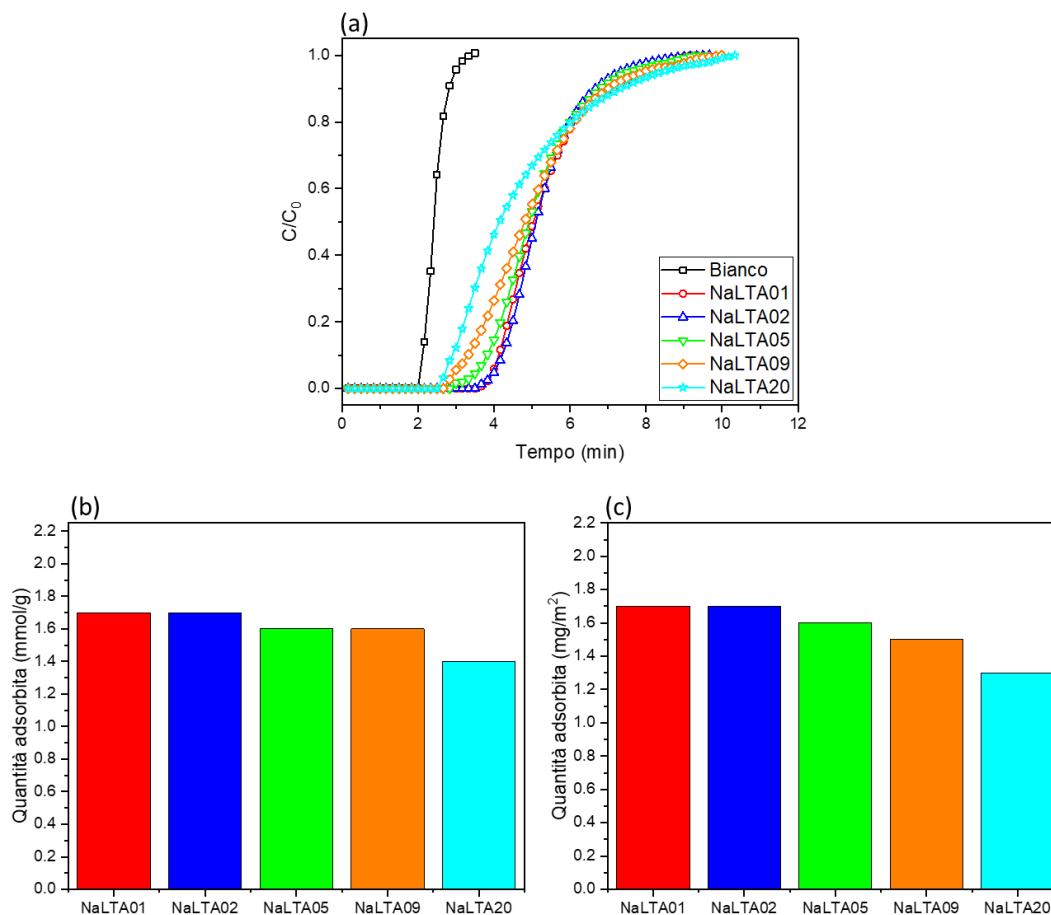 (a)
1.0
0.8
0.6
0.4
0.2
0.0
C/C0
0 2 4 6 8 10 12
Tempo (min)
Bianco
NaLTA01
NaLTA02
NaLTA05
NaLTA09
NaLTA20
(b)
2.2
2.0
1.8
1.6
1.4
1.2
1.0
0.8
0.6
0.4
0.2
0.0
Quantità adsorbita (mmol/g)
NaLTA01 NaLTA02 NaLTA05 NaLTA09 NaLTA20
(c)
2.2
2.0
1.8
1.6
1.4
1.2
1.0
0.8
0.6
0.4
0.2
0.0
Quantità adsorbita (mg/m²)
NaLTA01 NaLTA02 NaLTA05 NaLTA09 NaLTA20